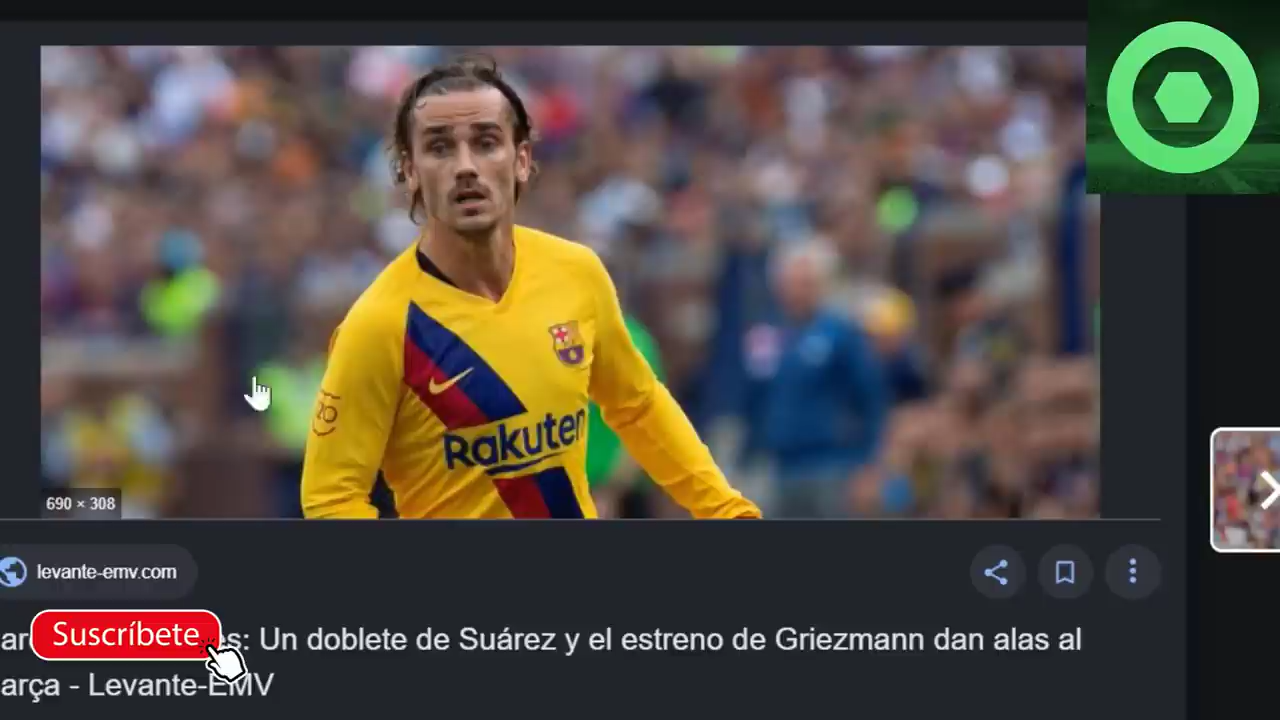 20
Rakuten
690 × 308
levante-emv.com
Suscríbete
s: Un doblete de Suárez y el estreno de Griezmann dan alas al
arça - Levante-EMV